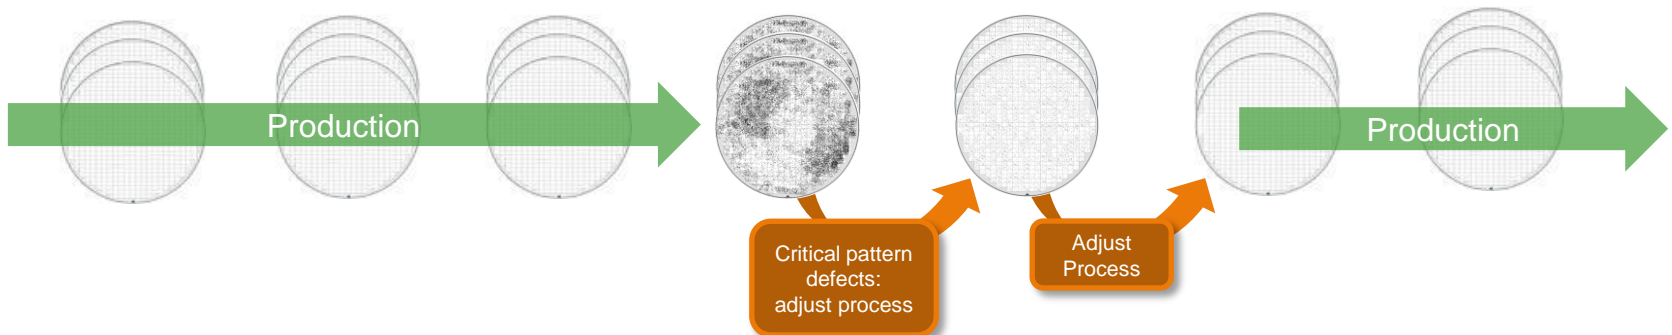 Production
Critical pattern
defects:
adjust process
Adjust
Process
Production